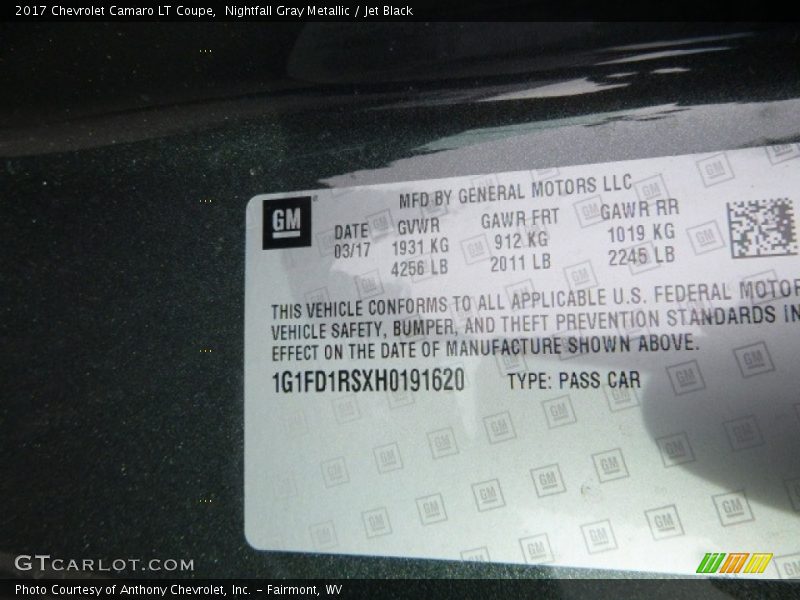 2017 Chevrolet Camaro LT Coupe,  Nightfall Gray Metallic / Jet Black
GM
MFD BY GENERAL MOTORS LLC
DATE GVWR GAWR FRT GAWR RR
03/17 1931 KG 912 KG 1019 KG
4256 LB 2011 LB 2245 LB
THIS VEHICLE CONFORMS TO ALL APPLICABLE U.S. FEDERAL MOTOR
VEHICLE SAFETY, BUMPER, AND THEFT PREVENTION STANDARDS IN
EFFECT ON THE DATE OF MANUFACTURE SHOWN ABOVE.
1G1FD1RSXH0191620 TYPE: PASS CAR
GTCARLOT.COM
Photo Courtesy of Anthony Chevrolet, Inc. – Fairmont, WV